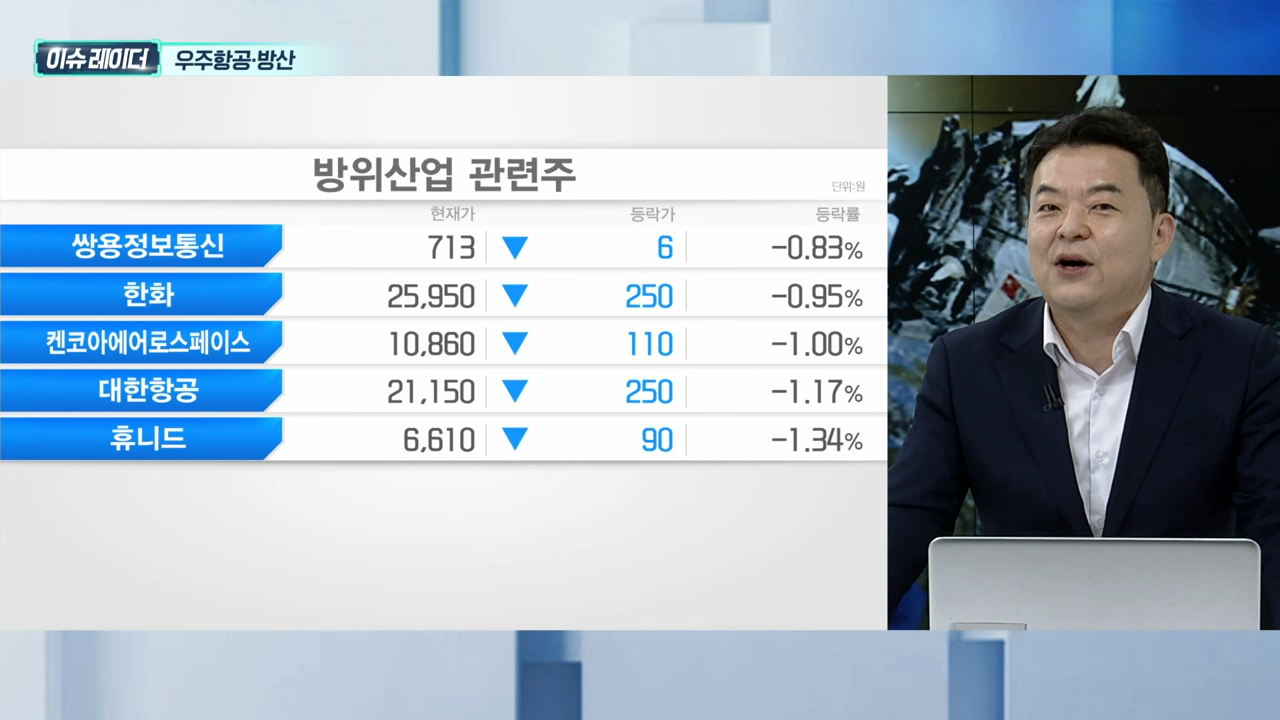 이슈 레이더 우주항공·방산
방위산업 관련주
단위:원
현재가 등락가 등락률
쌍용정보통신 713 ▼ 6 -0.83%
한화 25,950 ▼ 250 -0.95%
켄코아에어로스페이스 10,860 ▼ 110 -1.00%
대한항공 21,150 ▼ 250 -1.17%
휴니드 6,610 ▼ 90 -1.34%